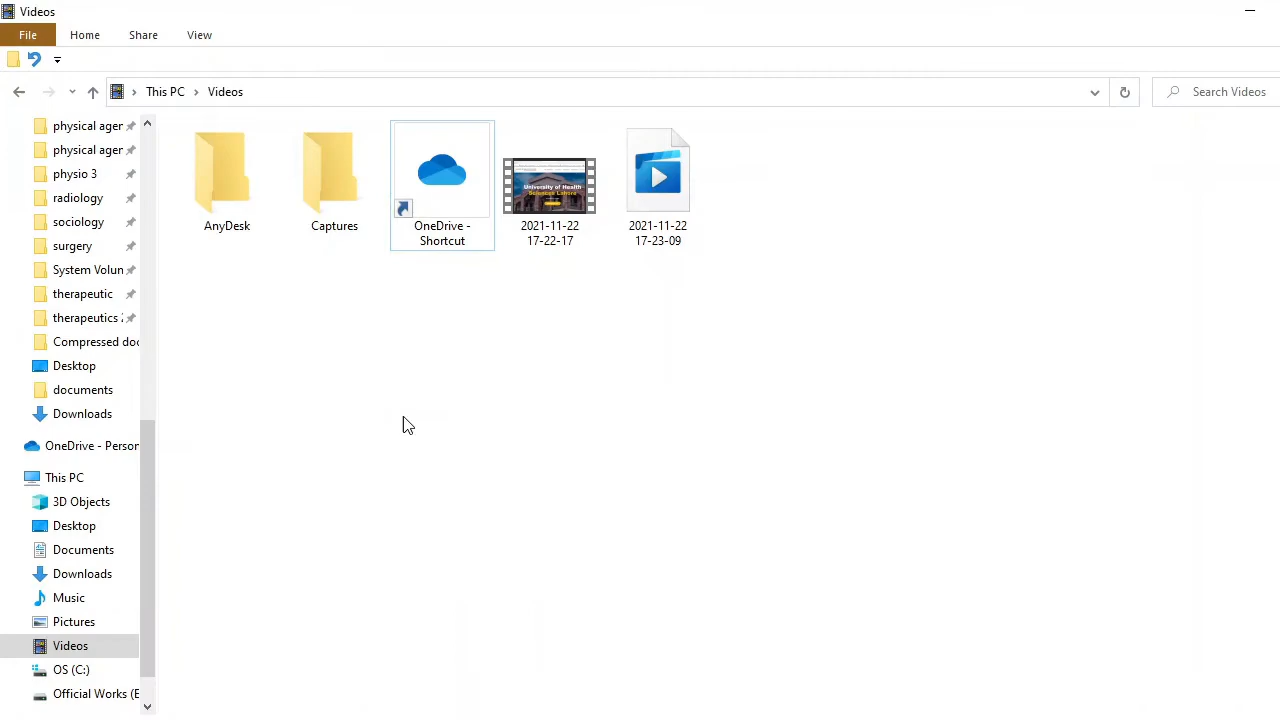 Videos
File Home Share View
This PC Videos
Search Videos
physical ager
physical ager
physio 3
radiology
sociology
surgery
System Volun
therapeutic
therapeutics 2
Compressed doc
Desktop
documents
Downloads
OneDrive - Person
This PC
3D Objects
Desktop
Documents
Downloads
Music
Pictures
Videos
OS (C:)
Official Works (E
AnyDesk
Captures
OneDrive -
Shortcut
University of Health
Sciences Lahore
2021-11-22
17-22-17
2021-11-22
17-23-09